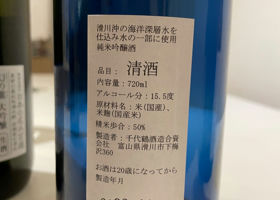 滑川沖の海洋深層水を
仕込み水の一部に使用
純米吟醸酒
品目： 清酒
内容量：720ml
アルコール分：15.5度
原材料名：米(国産)、
米麹(国産米)
精米歩合：50%
製造者：千代鶴酒造合資
会社 富山県滑川市下梅
沢360
お酒は20歳になってから
製造年月